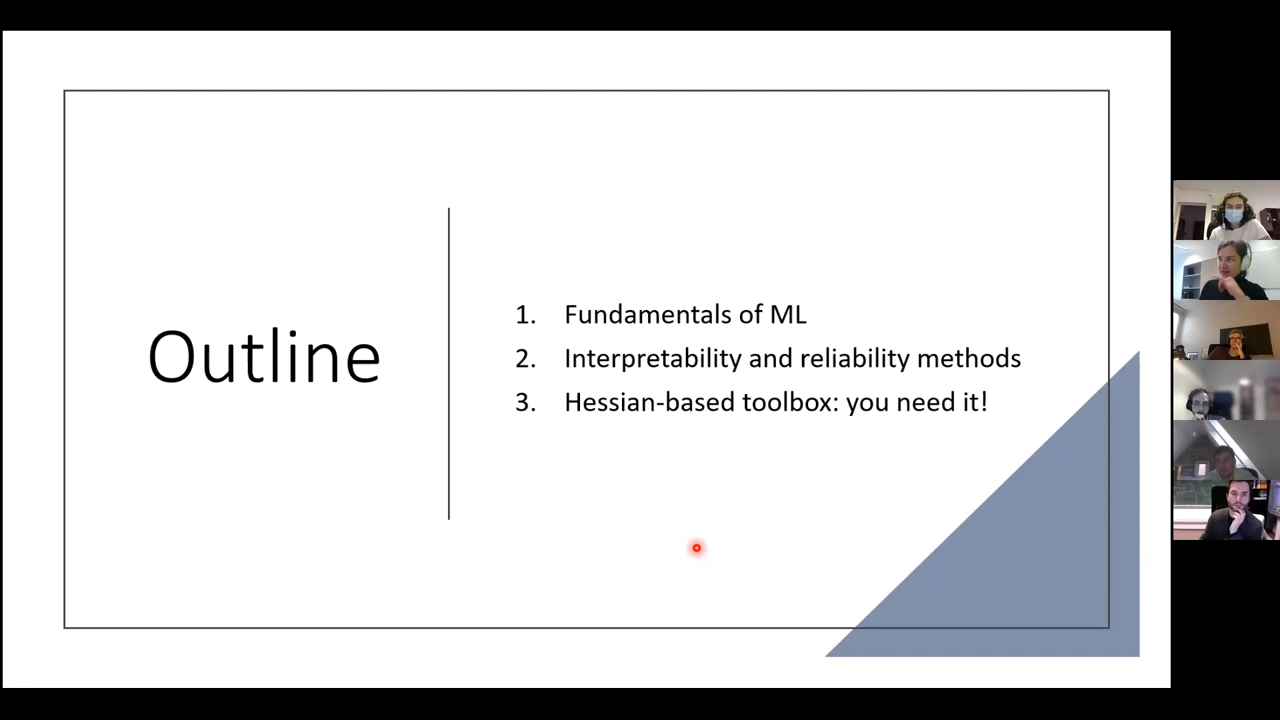 Outline
1. Fundamentals of ML
2. Interpretability and reliability methods
3. Hessian-based toolbox: you need it!